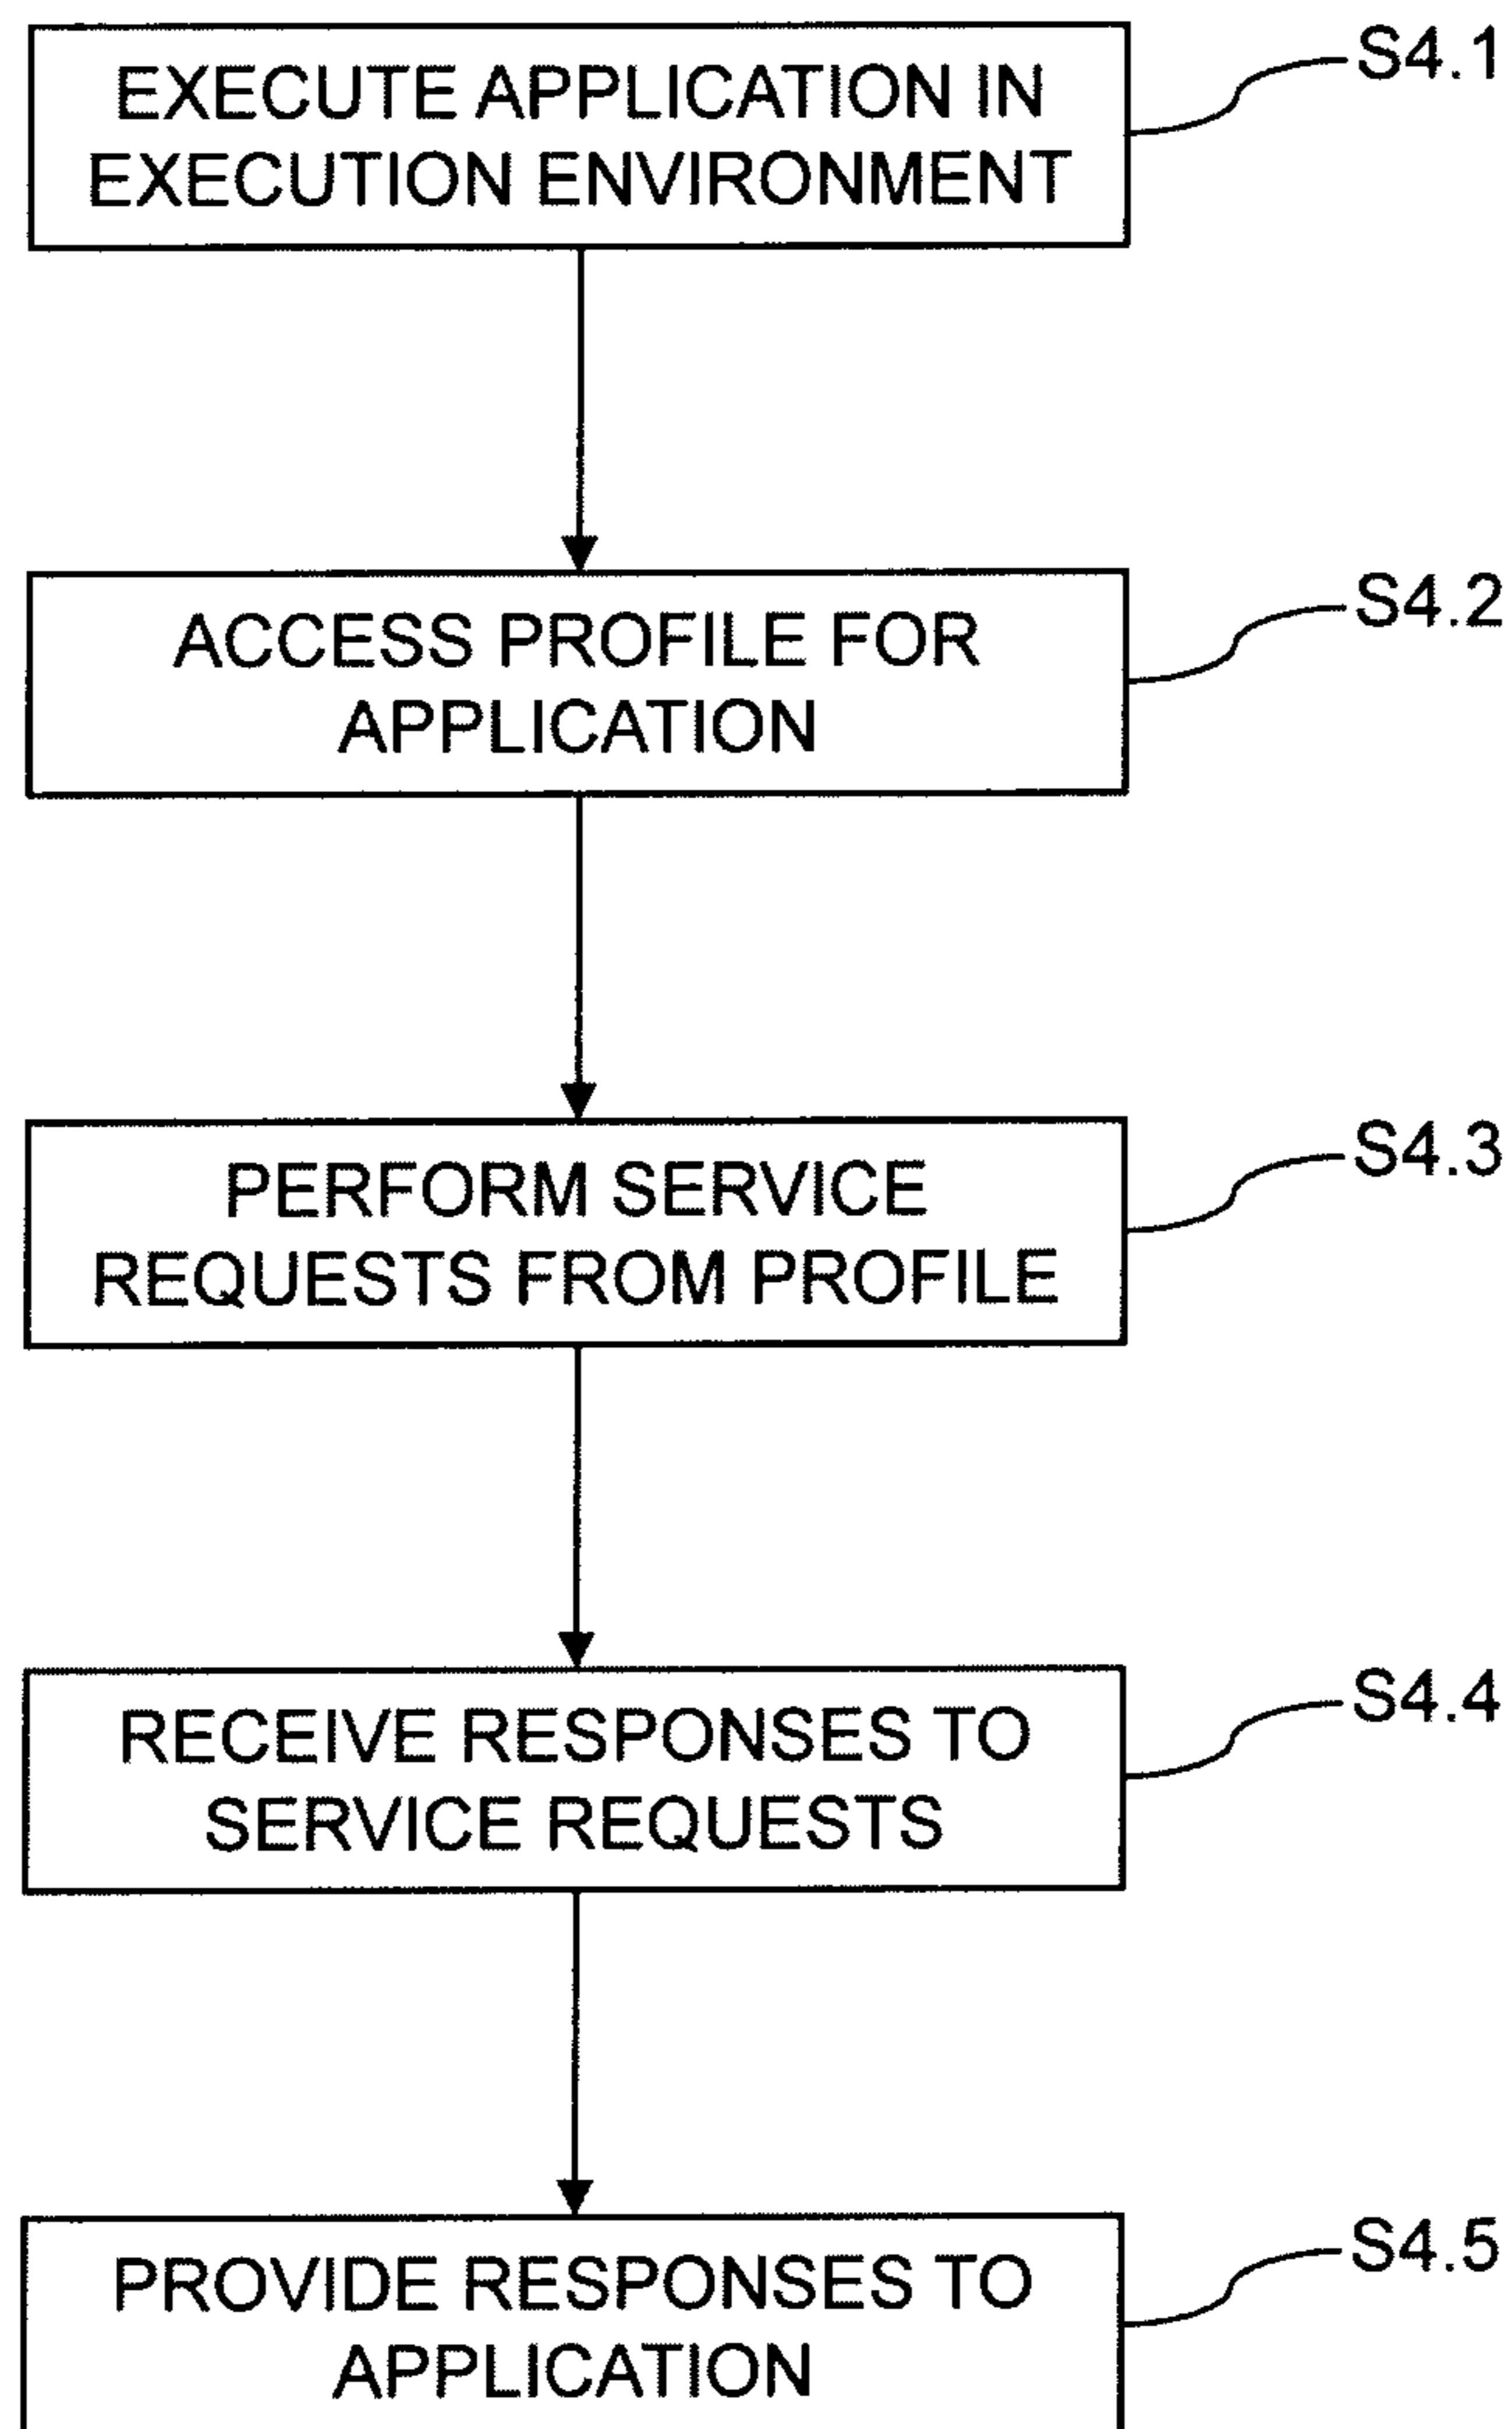 EXECUTE APPLICATION IN
EXECUTION ENVIRONMENT
S4.1
ACCESS PROFILE FOR
APPLICATION
S4.2
PERFORM SERVICE
REQUESTS FROM PROFILE
S4.3
RECEIVE RESPONSES TO
SERVICE REQUESTS
S4.4
PROVIDE RESPONSES TO
APPLICATION
S4.5